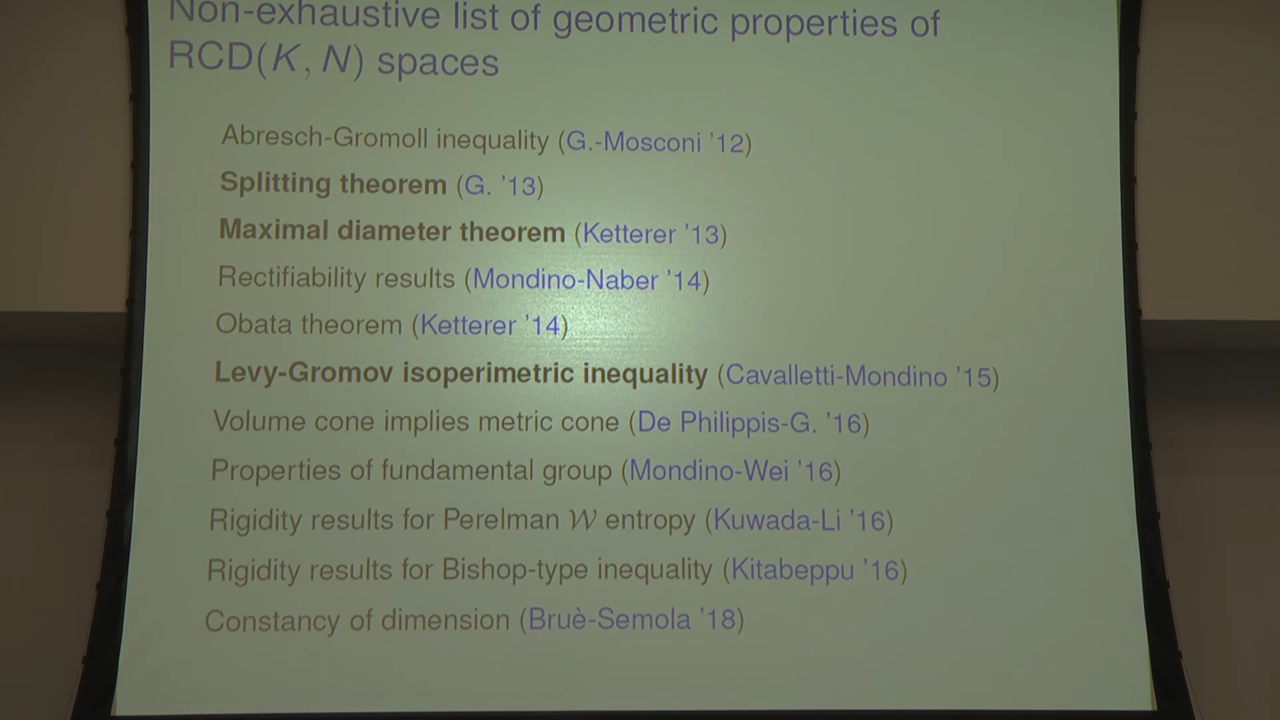 Non-exhaustive list of geometric properties of
RCD(K, N) spaces
Abresch-Gromoll inequality (G.-Mosconi '12)
Splitting theorem (G. '13)
Maximal diameter theorem (Ketterer '13)
Rectifiability results (Mondino-Naber '14)
Obata theorem (Ketterer '14)
Levy-Gromov isoperimetric inequality (Cavalletti-Mondino '15)
Volume cone implies metric cone (De Philippis-G. '16)
Properties of fundamental group (Mondino-Wei '16)
Rigidity results for Perelman 𝒲 entropy (Kuwada-Li '16)
Rigidity results for Bishop-type inequality (Kitabeppu '16)
Constancy of dimension (Bruè-Semola '18)